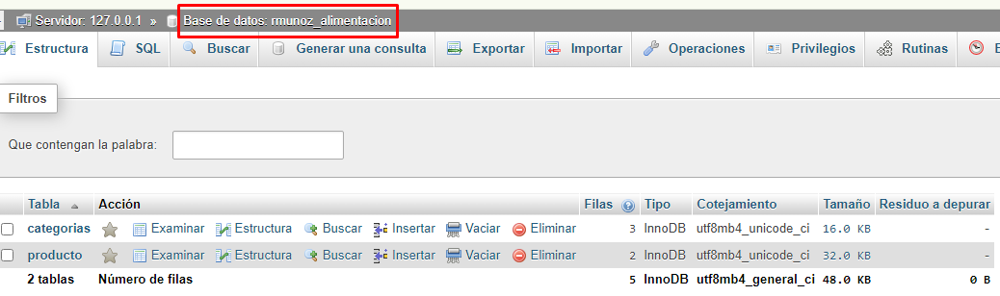 Servidor: 127.0.0.1 » Base de datos: rmunoz_alimentacion
Estructura SQL Buscar Generar una consulta Exportar Importar Operaciones Privilegios Rutinas E
Filtros
Que contengan la palabra:
Tabla Acción Filas Tipo Cotejamiento Tamaño Residuo a depurar
categorias Examinar Estructura Buscar Insertar Vaciar Eliminar 3 InnoDB utf8mb4_unicode_ci 16.0 KB -
producto Examinar Estructura Buscar Insertar Vaciar Eliminar 2 InnoDB utf8mb4_unicode_ci 32.0 KB -
2 tablas Número de filas 5 InnoDB utf8mb4_general_ci 48.0 KB 0 B